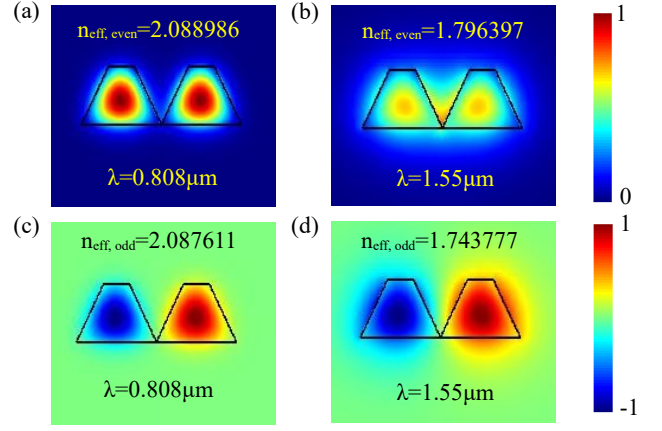 (a)
n_eff, even=2.088986
λ=0.808μm
(b)
n_eff, even=1.796397
λ=1.55μm
1
0
(c)
n_eff, odd=2.087611
λ=0.808μm
(d)
n_eff, odd=1.743777
λ=1.55μm
1
-1